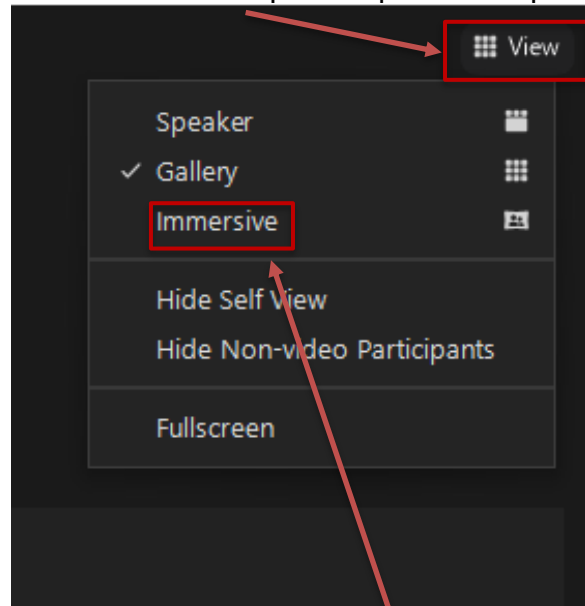 View
Speaker
Gallery
Immersive
Hide Self View
Hide Non-video Participants
Fullscreen